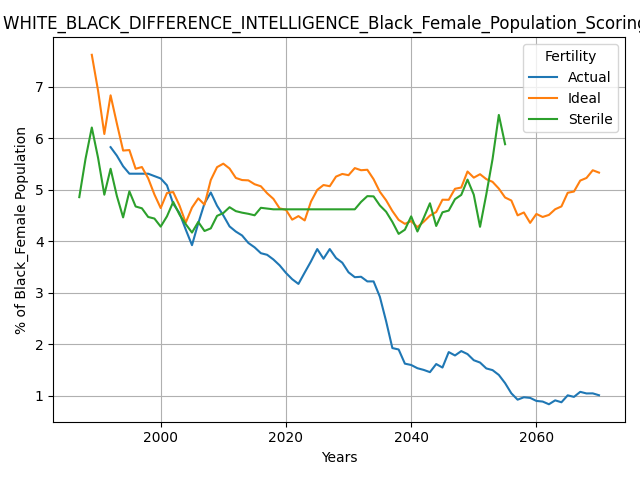 WHITE_BLACK_DIFFERENCE_INTELLIGENCE_Black_Female_Population_Scoring
Fertility
Actual
Ideal
Sterile
% of Black_Female Population
7
6
5
4
3
2
1
2000 2020 2040 2060
Years